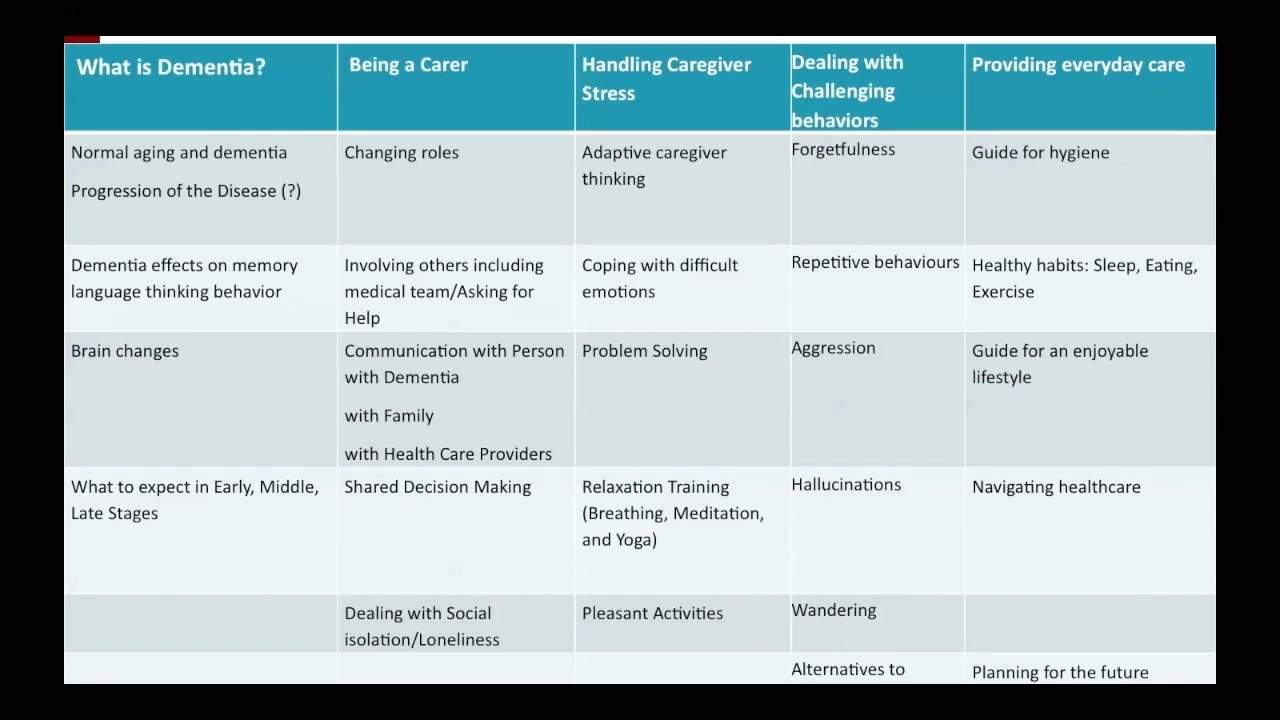 What is Dementia?
Being a Carer
Handling Caregiver
Stress
Dealing with
Challenging
behaviors
Providing everyday care
Normal aging and dementia
Progression of the Disease (?)
Changing roles
Adaptive caregiver
thinking
Forgetfulness
Guide for hygiene
Dementia effects on memory
language thinking behavior
Involving others including
medical team/Asking for
Help
Coping with difficult
emotions
Repetitive behaviours
Healthy habits: Sleep, Eating,
Exercise
Brain changes
Communication with Person
with Dementia
with Family
with Health Care Providers
Problem Solving
Aggression
Guide for an enjoyable
lifestyle
What to expect in Early, Middle,
Late Stages
Shared Decision Making
Relaxation Training
(Breathing, Meditation,
and Yoga)
Hallucinations
Navigating healthcare
Dealing with Social
isolation/Loneliness
Pleasant Activities
Wandering
Alternatives to
Planning for the future